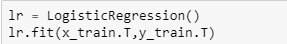 lr = LogisticRegression()
lr.fit(x_train.T,y_train.T)